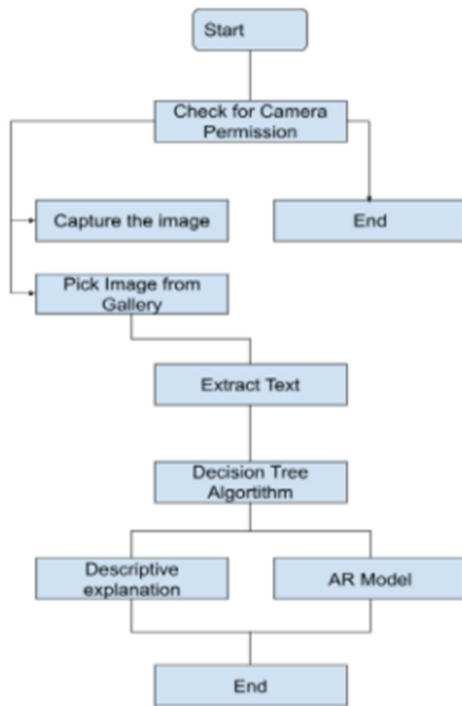 Start
Check for Camera
Permission
Capture the image
End
Pick Image from
Gallery
Extract Text
Decision Tree
Algortithm
Descriptive
explanation
AR Model
End